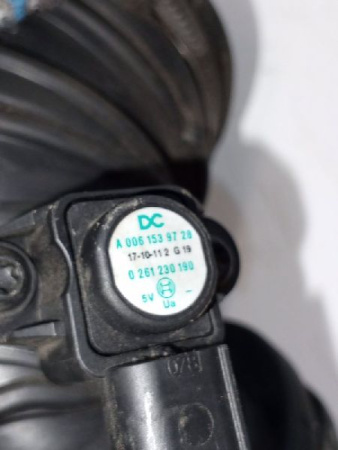 DC
A 006 153 97 28
17-10-11 2 G 19
0 261 230 190
5V Ua -